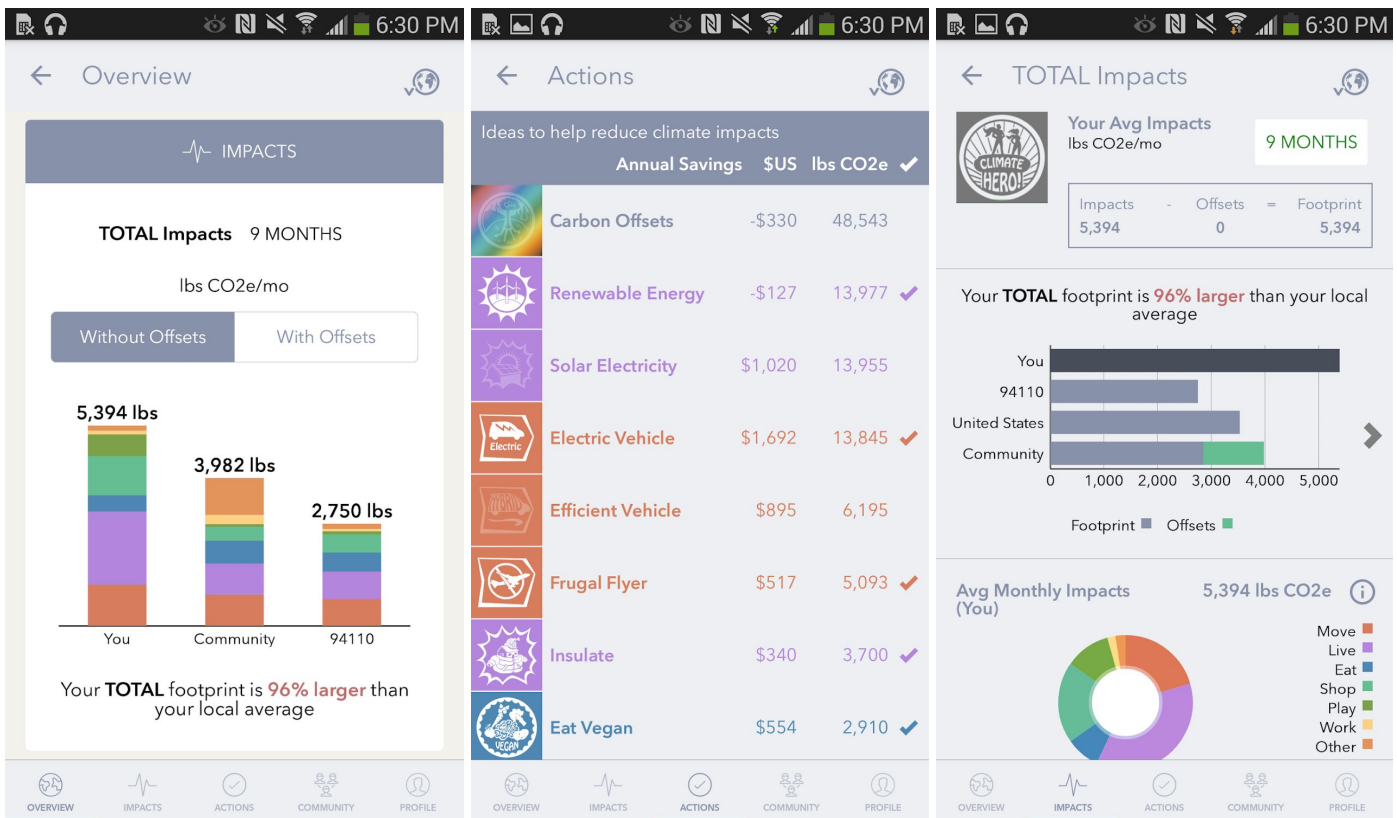 6:30 PM
Overview
IMPACTS
TOTAL Impacts 9 MONTHS
lbs CO2e/mo
Without Offsets With Offsets
5,394 lbs
3,982 lbs
2,750 lbs
You Community 94110
Your TOTAL footprint is 96% larger than
your local average
OVERVIEW IMPACTS ACTIONS COMMUNITY PROFILE
6:30 PM
Actions
Ideas to help reduce climate impacts
Annual Savings $US lbs CO2e
Carbon Offsets -$330 48,543
Renewable Energy -$127 13,977
Solar Electricity $1,020 13,955
Electric
Electric Vehicle $1,692 13,845
HYBRID
Efficient Vehicle $895 6,195
Frugal Flyer $517 5,093
Insulate $340 3,700
VEGAN
Eat Vegan $554 2,910
OVERVIEW IMPACTS ACTIONS COMMUNITY PROFILE
6:30 PM
TOTAL Impacts
CLIMATE
HERO!
Your Avg Impacts
lbs CO2e/mo
9 MONTHS
Impacts - Offsets = Footprint
5,394 0 5,394
Your TOTAL footprint is 96% larger than your local
average
You
94110
United States
Community
0 1,000 2,000 3,000 4,000 5,000
Footprint Offsets
Avg Monthly Impacts 5,394 lbs CO2e
(You)
Move
Live
Eat
Shop
Play
Work
Other
OVERVIEW IMPACTS ACTIONS COMMUNITY PROFILE